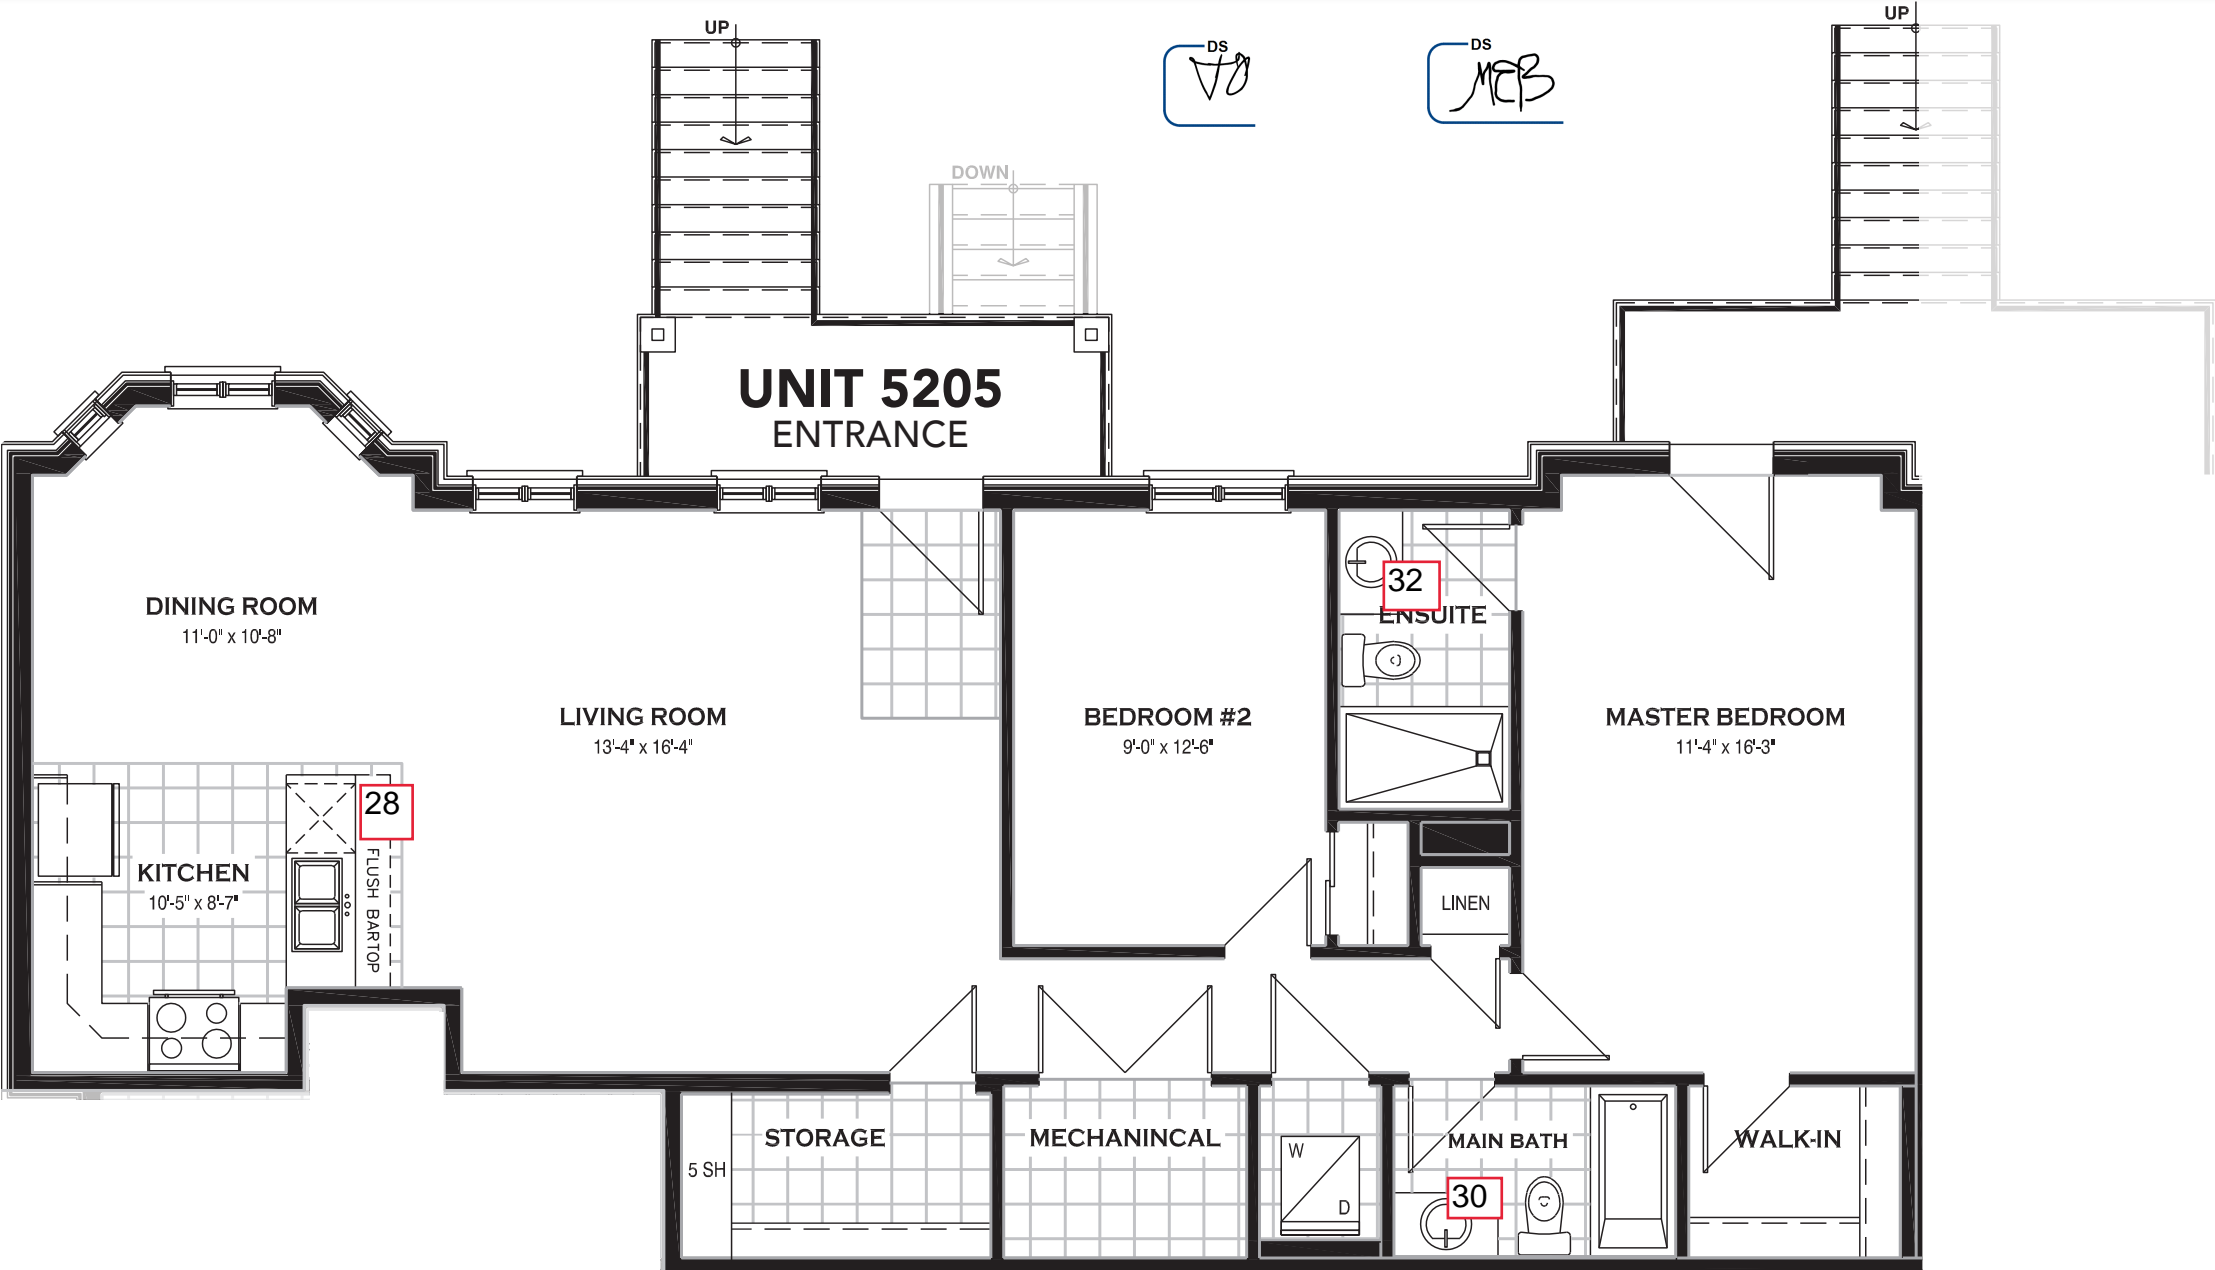 UP
DS
DS
MCB
UP
DOWN
UNIT 5205
ENTRANCE
DINING ROOM
11'-0" x 10'-8"
32
ENSUITE
LIVING ROOM
13'-4" x 16'-4"
BEDROOM #2
9'-0" x 12'-6"
MASTER BEDROOM
11'-4" x 16'-3"
28
KITCHEN
10'-5" x 8'-7"
FLUSH BARTOP
LINEN
STORAGE
5 SH
MECHANINCAL
W
D
MAIN BATH
30
WALK-IN